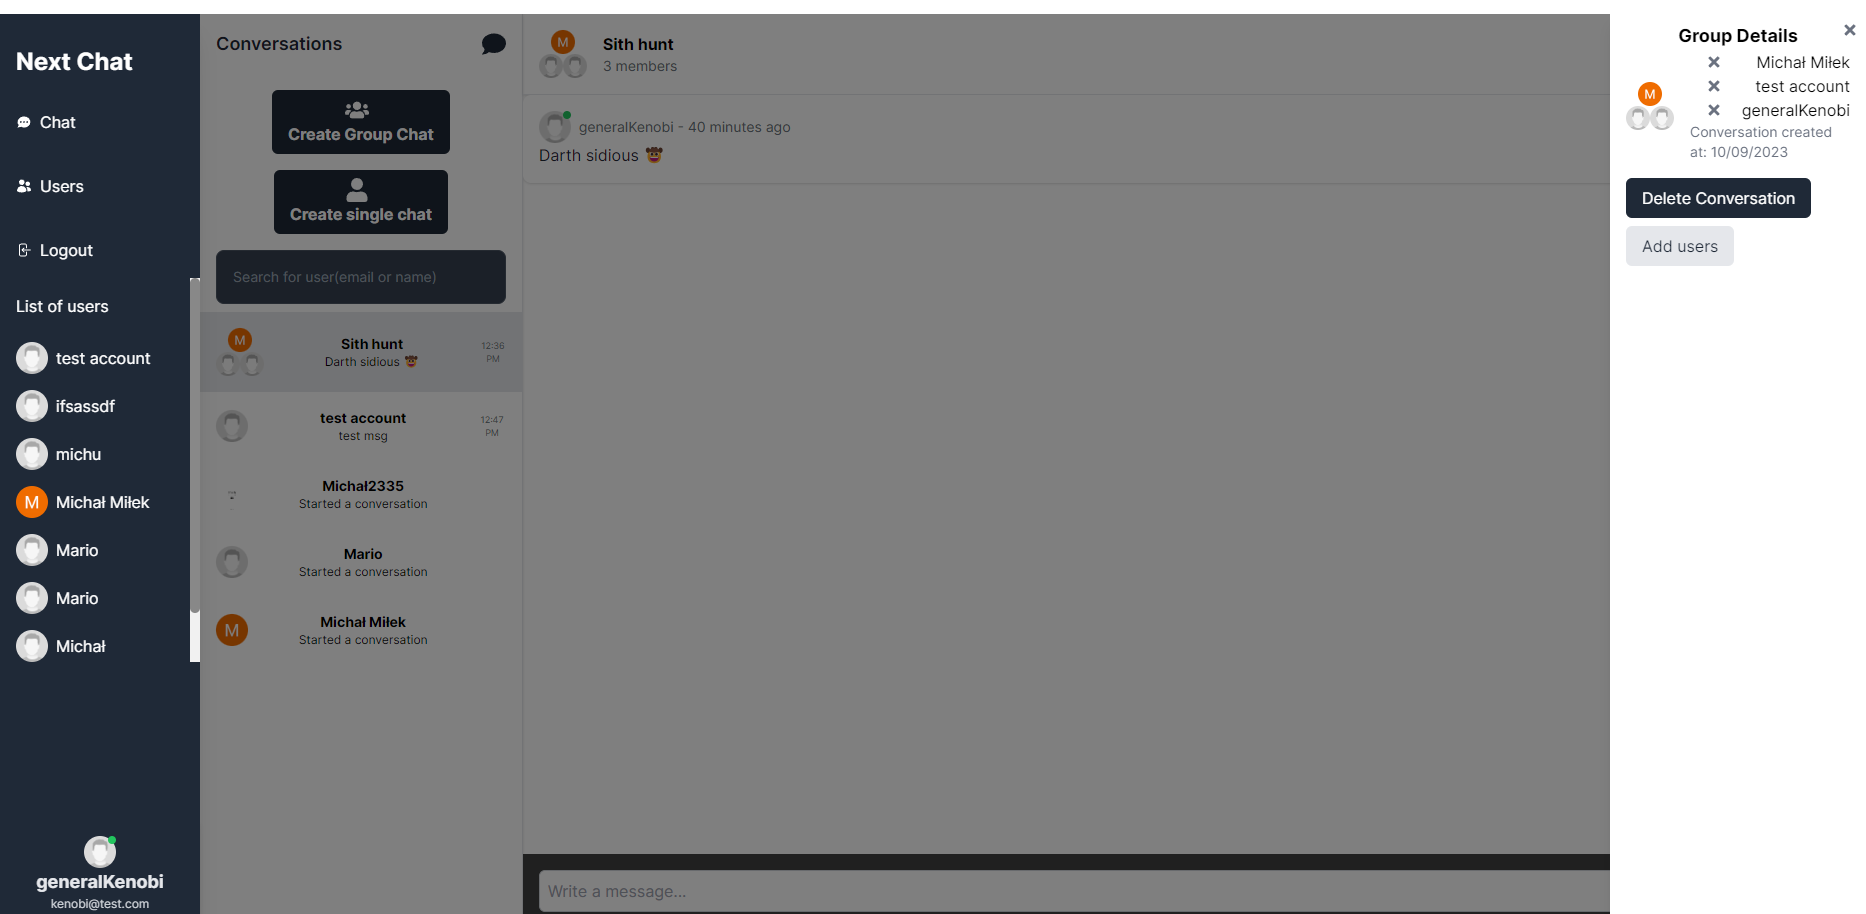 Next Chat
Chat
Users
Logout
List of users
test account
ifsassdf
michu
M
Michał Miłek
Mario
Mario
Michał
generalKenobi
kenobi@test.com
Conversations
Create Group Chat
Create single chat
Search for user(email or name)
M
Sith hunt
Darth sidious 🤠
12:36
PM
test account
test msg
12:47
PM
Michał2335
Started a conversation
Mario
Started a conversation
M
Michał Miłek
Started a conversation
M
Sith hunt
3 members
generalKenobi - 40 minutes ago
Darth sidious 🤠
Write a message...
Group Details
M
Michał Miłek
test account
generalKenobi
Conversation created
at: 10/09/2023
Delete Conversation
Add users